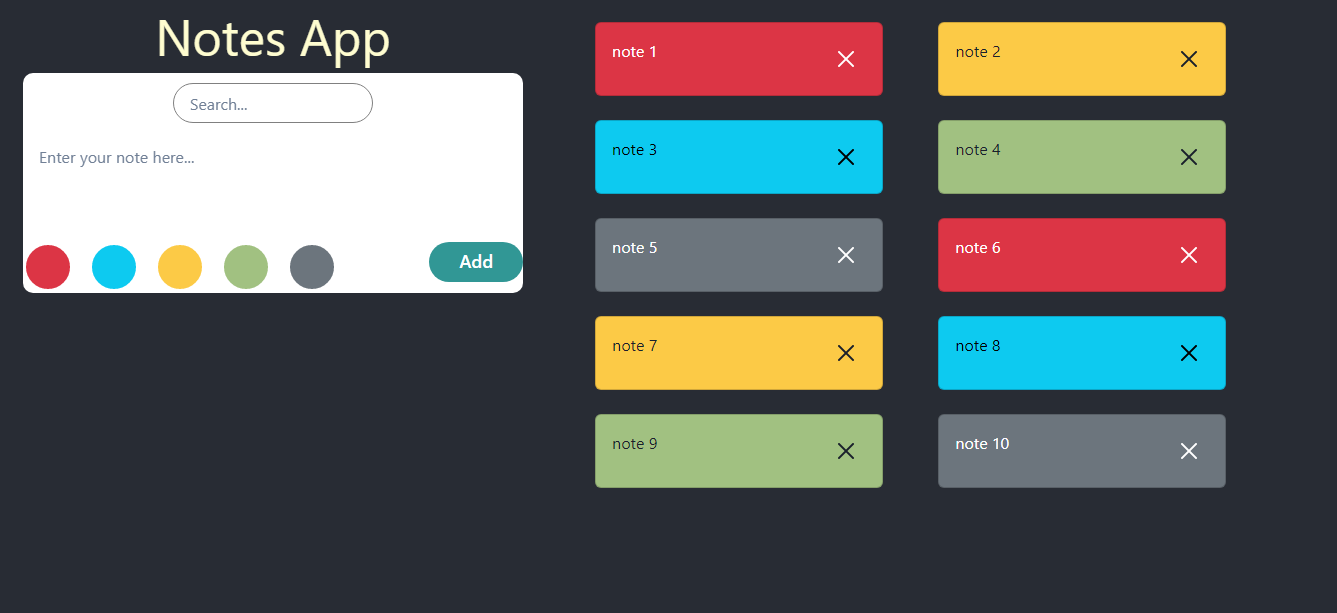 Notes App
Search...
Enter your note here...
Add
note 1
note 2
note 3
note 4
note 5
note 6
note 7
note 8
note 9
note 10